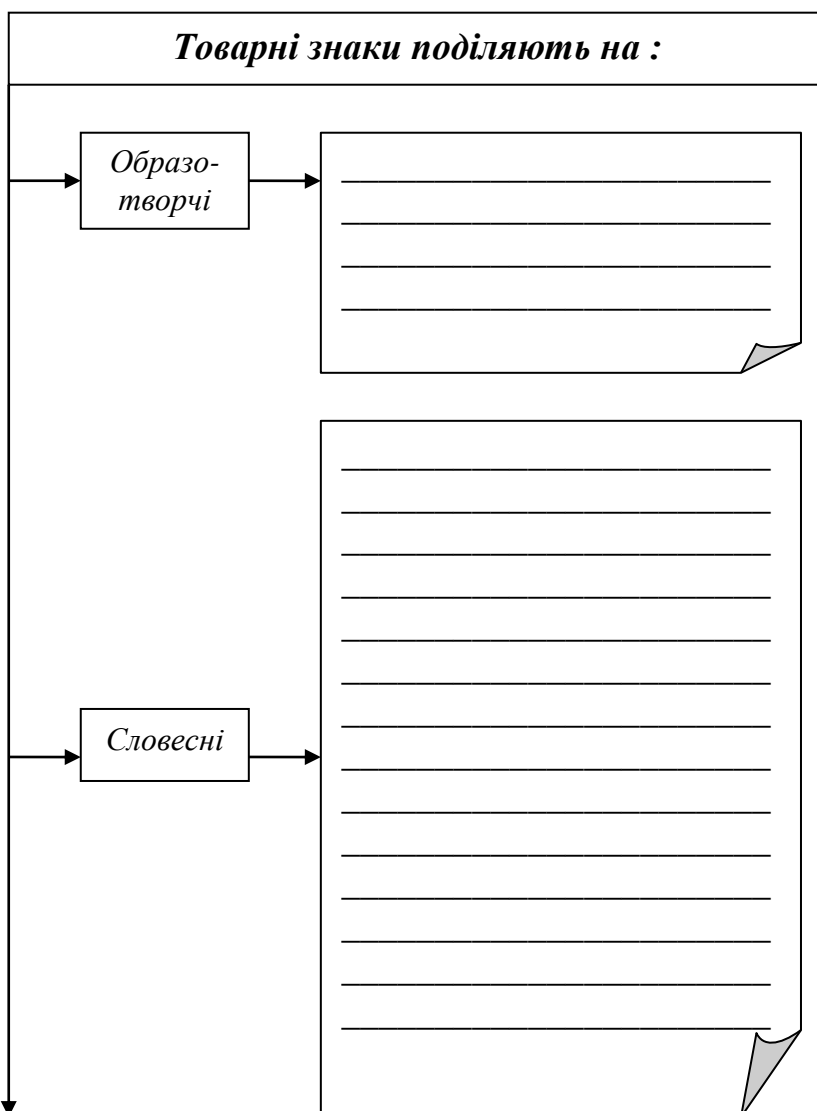 Товарні знаки поділяють на :
Образо-
творчі
Словесні